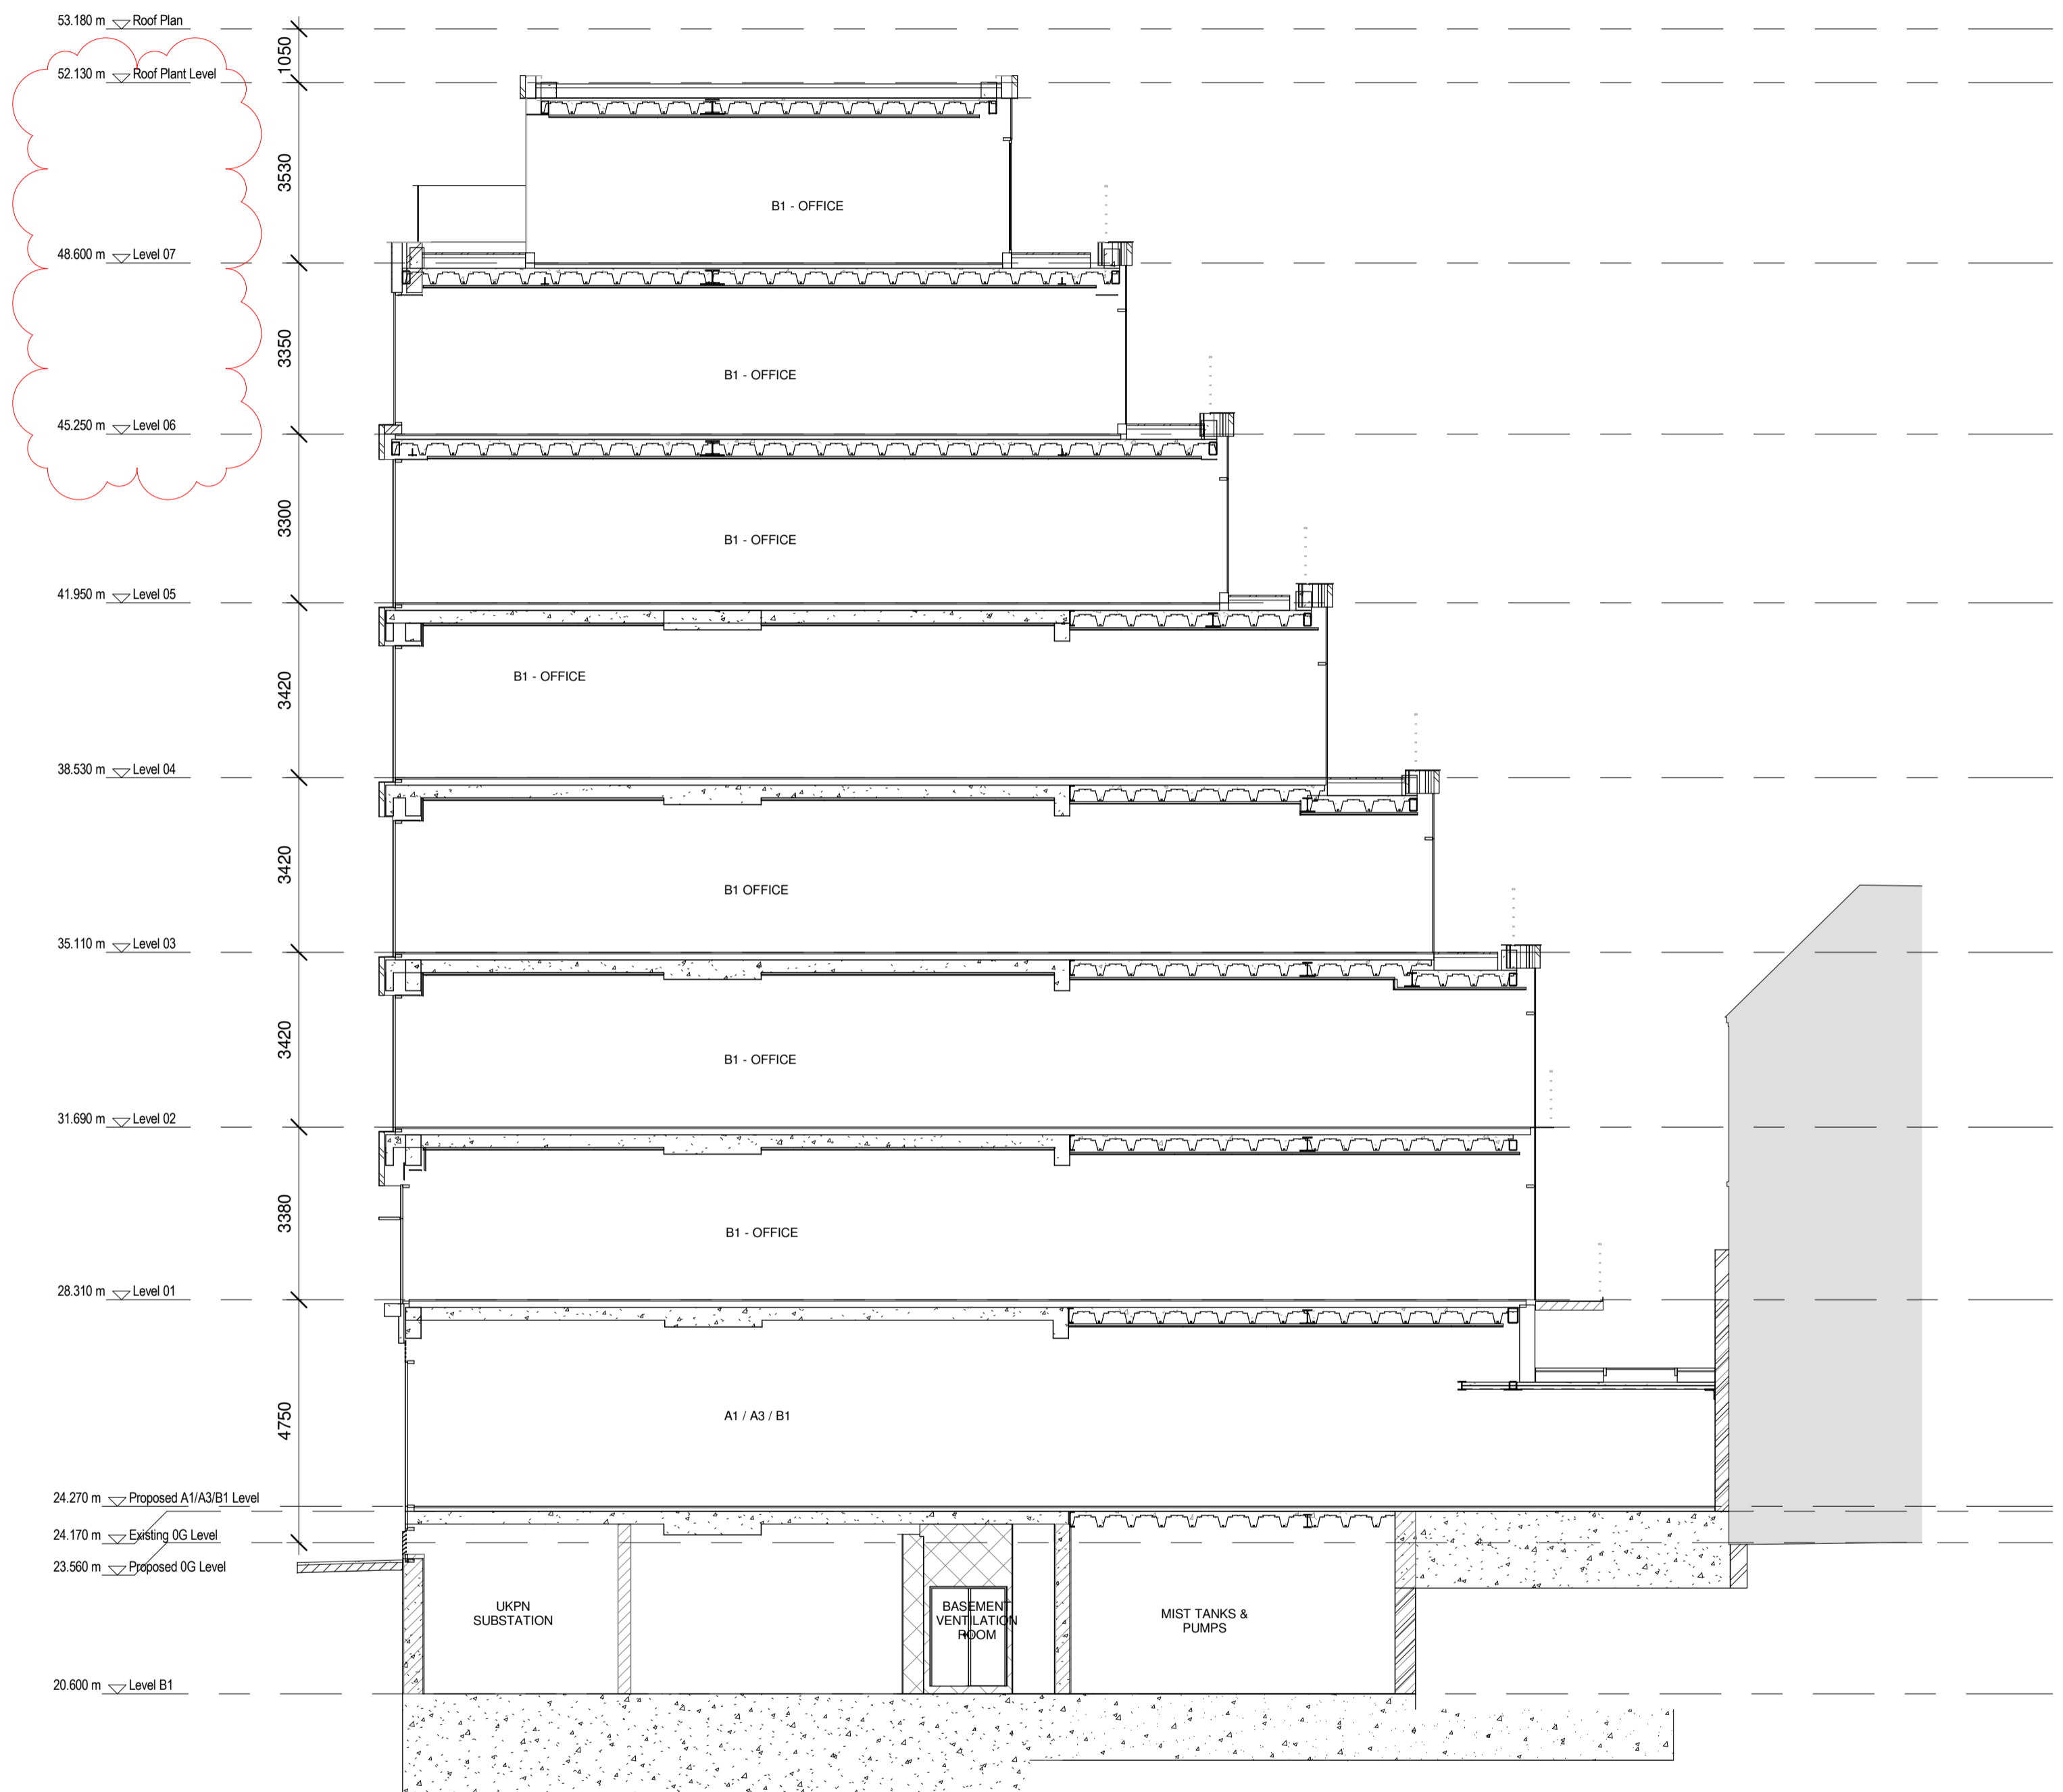 53.180 m Roof Plan
1050
52.130 m Roof Plant Level
3530
B1 - OFFICE
48.600 m Level 07
3350
B1 - OFFICE
45.250 m Level 06
3300
B1 - OFFICE
41.950 m Level 05
3420
B1 - OFFICE
38.530 m Level 04
3420
B1 OFFICE
35.110 m Level 03
3420
B1 - OFFICE
31.690 m Level 02
3380
B1 - OFFICE
28.310 m Level 01
4750
A1 / A3 / B1
24.270 m Proposed A1/A3/B1 Level
24.170 m Existing 0G Level
23.560 m Proposed 0G Level
UKPN
SUBSTATION
BASEMENT
VENTILATION
ROOM
MIST TANKS &
PUMPS
20.600 m Level B1